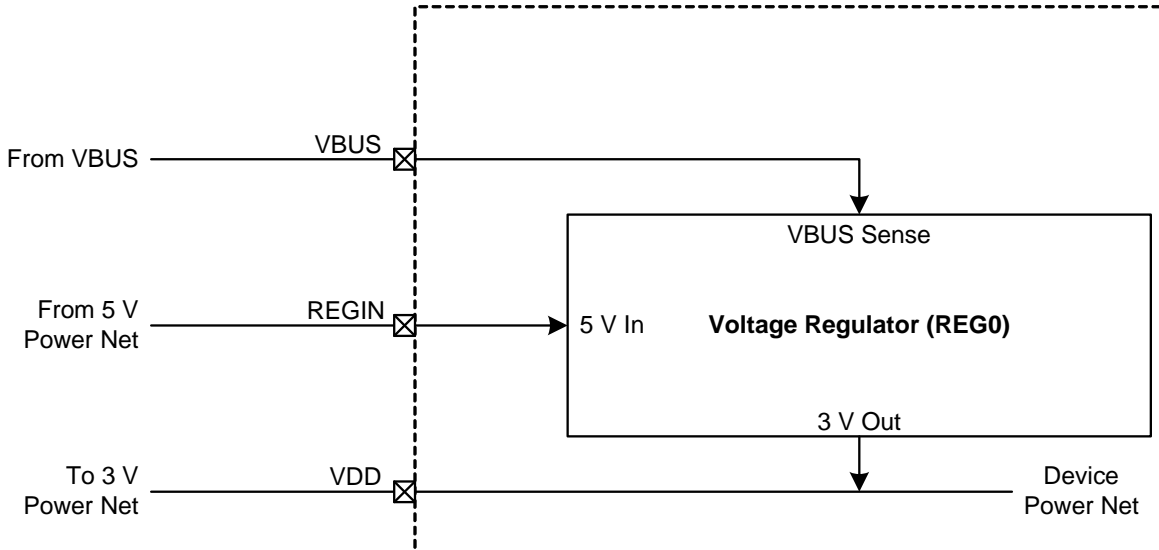 VBUS
From VBUS
VBUS Sense
From 5 V
Power Net
REGIN
5 V In
Voltage Regulator (REG0)
3 V Out
To 3 V
Power Net
VDD
Device
Power Net